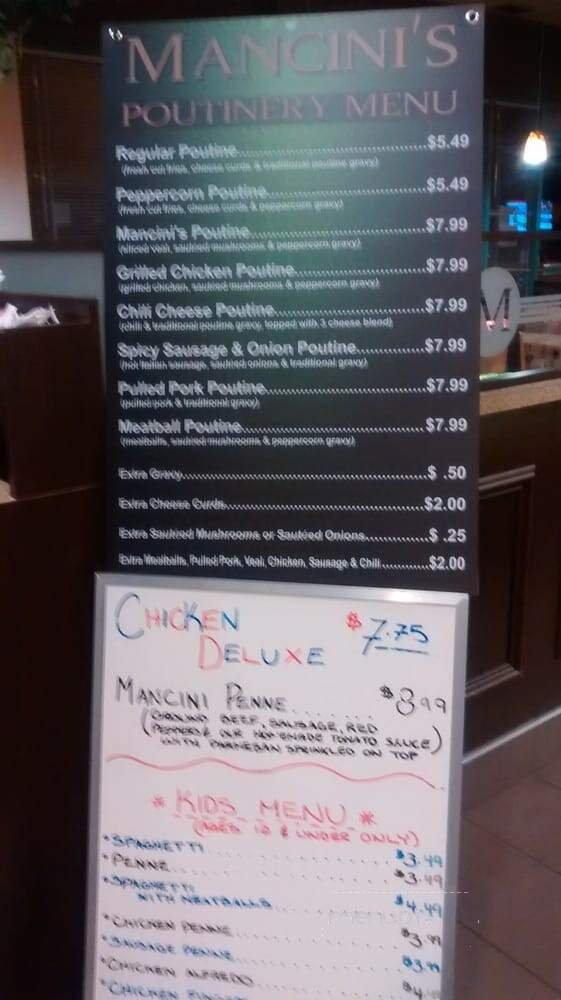 MANCINI'S
POUTINERY MENU
Regular Poutine..............................$5.49
(fresh cut fries, cheese curds & traditional poutine gravy)
Peppercorn Poutine..............................$5.49
(fresh cut fries, cheese curds & peppercorn gravy)
Mancini's Poutine..............................$7.99
(sliced veal, sautéed mushrooms & peppercorn gravy)
Grilled Chicken Poutine..............................$7.99
(grilled chicken, sautéed mushrooms & peppercorn gravy)
Chili Cheese Poutine..............................$7.99
(chili & traditional poutine gravy, topped with 3 cheese blend)
Spicy Sausage & Onion Poutine..............................$7.99
(hot Italian sausage, sautéed onions & traditional gravy)
Pulled Pork Poutine..............................$7.99
(pulled pork & traditional gravy)
Meatball Poutine..............................$7.99
(meatballs, sautéed mushrooms & peppercorn gravy)
Extra Gravy..............................$ .50
Extra Cheese Curds..............................$2.00
Extra Sautéed Mushrooms or Sautéed Onions..............$ .25
Extra Meatballs, Pulled Pork, Veal, Chicken, Sausage & Chili............$2.00
M
CHICKEN DELUXE $7.75
MANCINI PENNE....... $8.99
(GROUND BEEF, SAUSAGE, RED
PEPPERS & OUR HOMEMADE TOMATO SAUCE)
WITH PARMESAN SPRINKLED ON TOP
* KIDS MENU *
(AGES 12 & UNDER ONLY)
• SPAGHETTI........... $3.49
• PENNE........... $3.49
• SPAGHETTI
WITH MEATBALLS........ $4.49
• CHICKEN PENNE........
• SAUSAGE PENNE........
• CHICKEN ALFREDO........
• CHICKEN